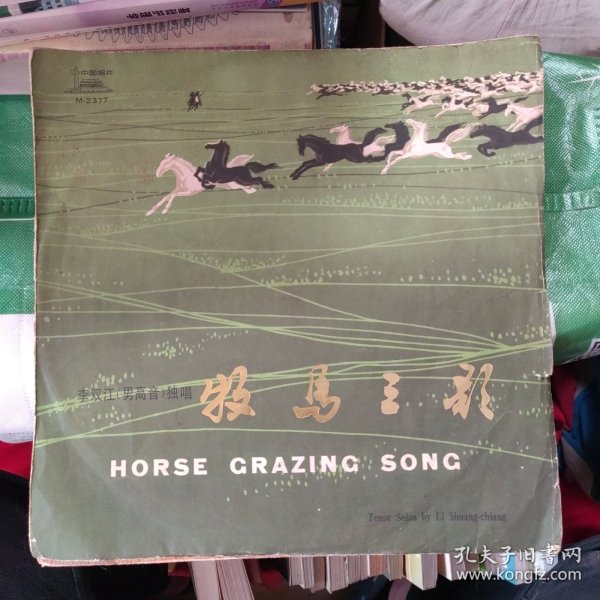 中国唱片
M-2377
李双江(男高音)独唱
牧马之歌
HORSE GRAZING SONG
Tenor Solos by Li Shuang-chiang
孔夫子旧书网
www.kongfz.com